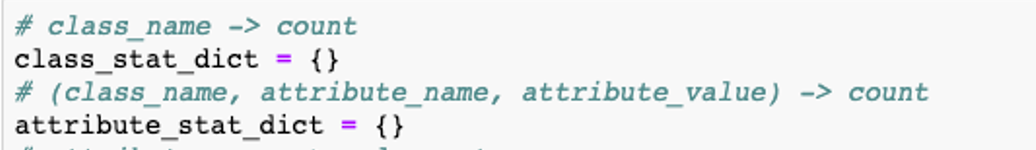 # class_name -> count
class_stat_dict = {}
# (class_name, attribute_name, attribute_value) -> count
attribute_stat_dict = {}